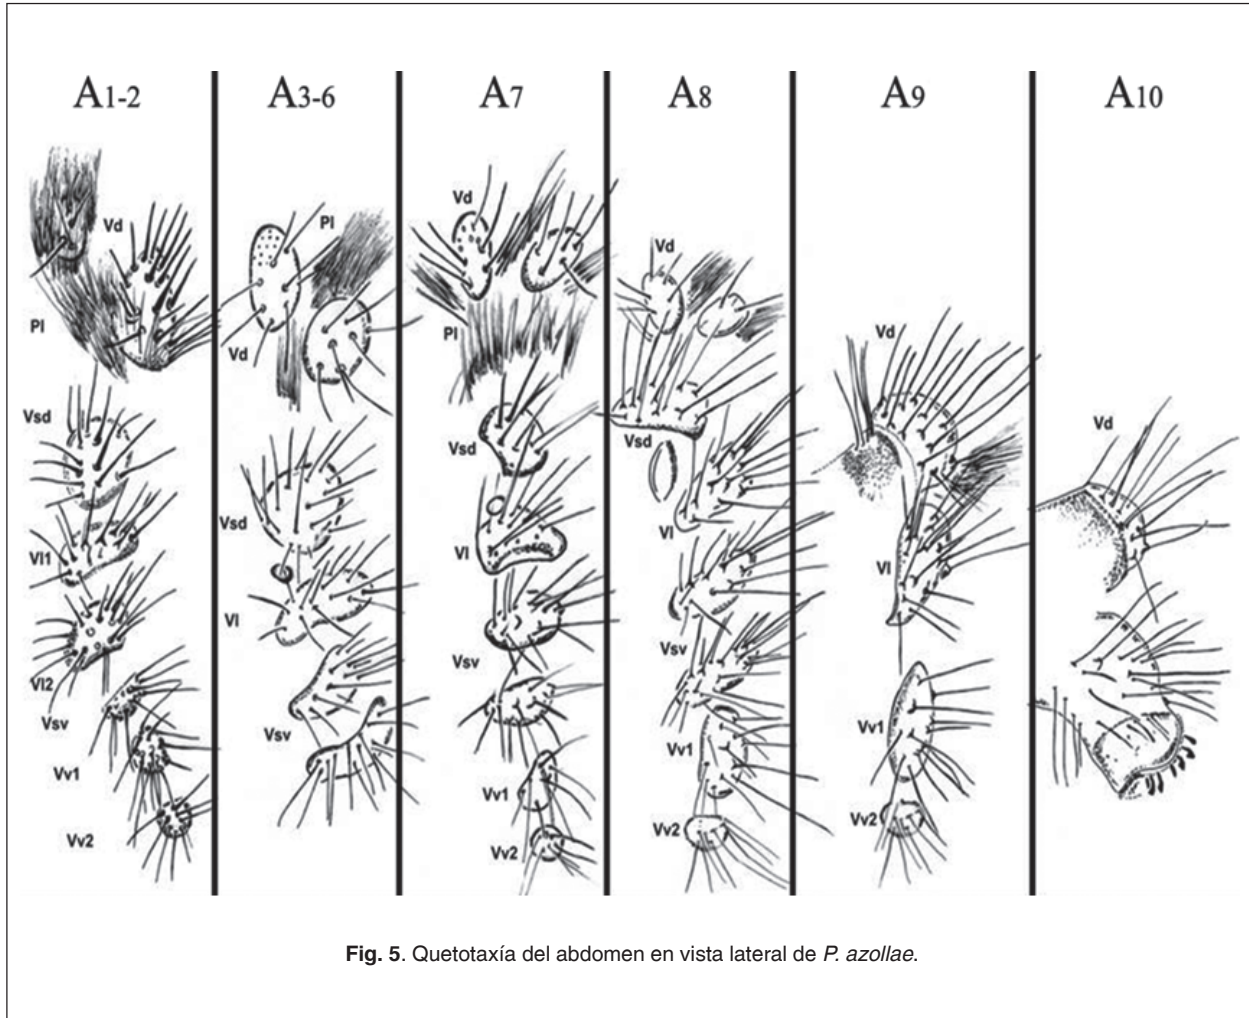 A1-2 A3-6 A7 A8 A9 A10
Vd
Pl
Vsd
Vl1
Vl2
Vsv
Vv1
Vv2
Pl
Vd
Vsd
Vl
Vsv
Vd
Pl
Vsd
Vl
Vsv
Vv1
Vv2
Vd
Vsd
Vl
Vsv
Vv1
Vv2
Vd
Vl
Vv1
Vv2
Vd
Fig. 5. Quetotaxía del abdomen en vista lateral de P. azollae.